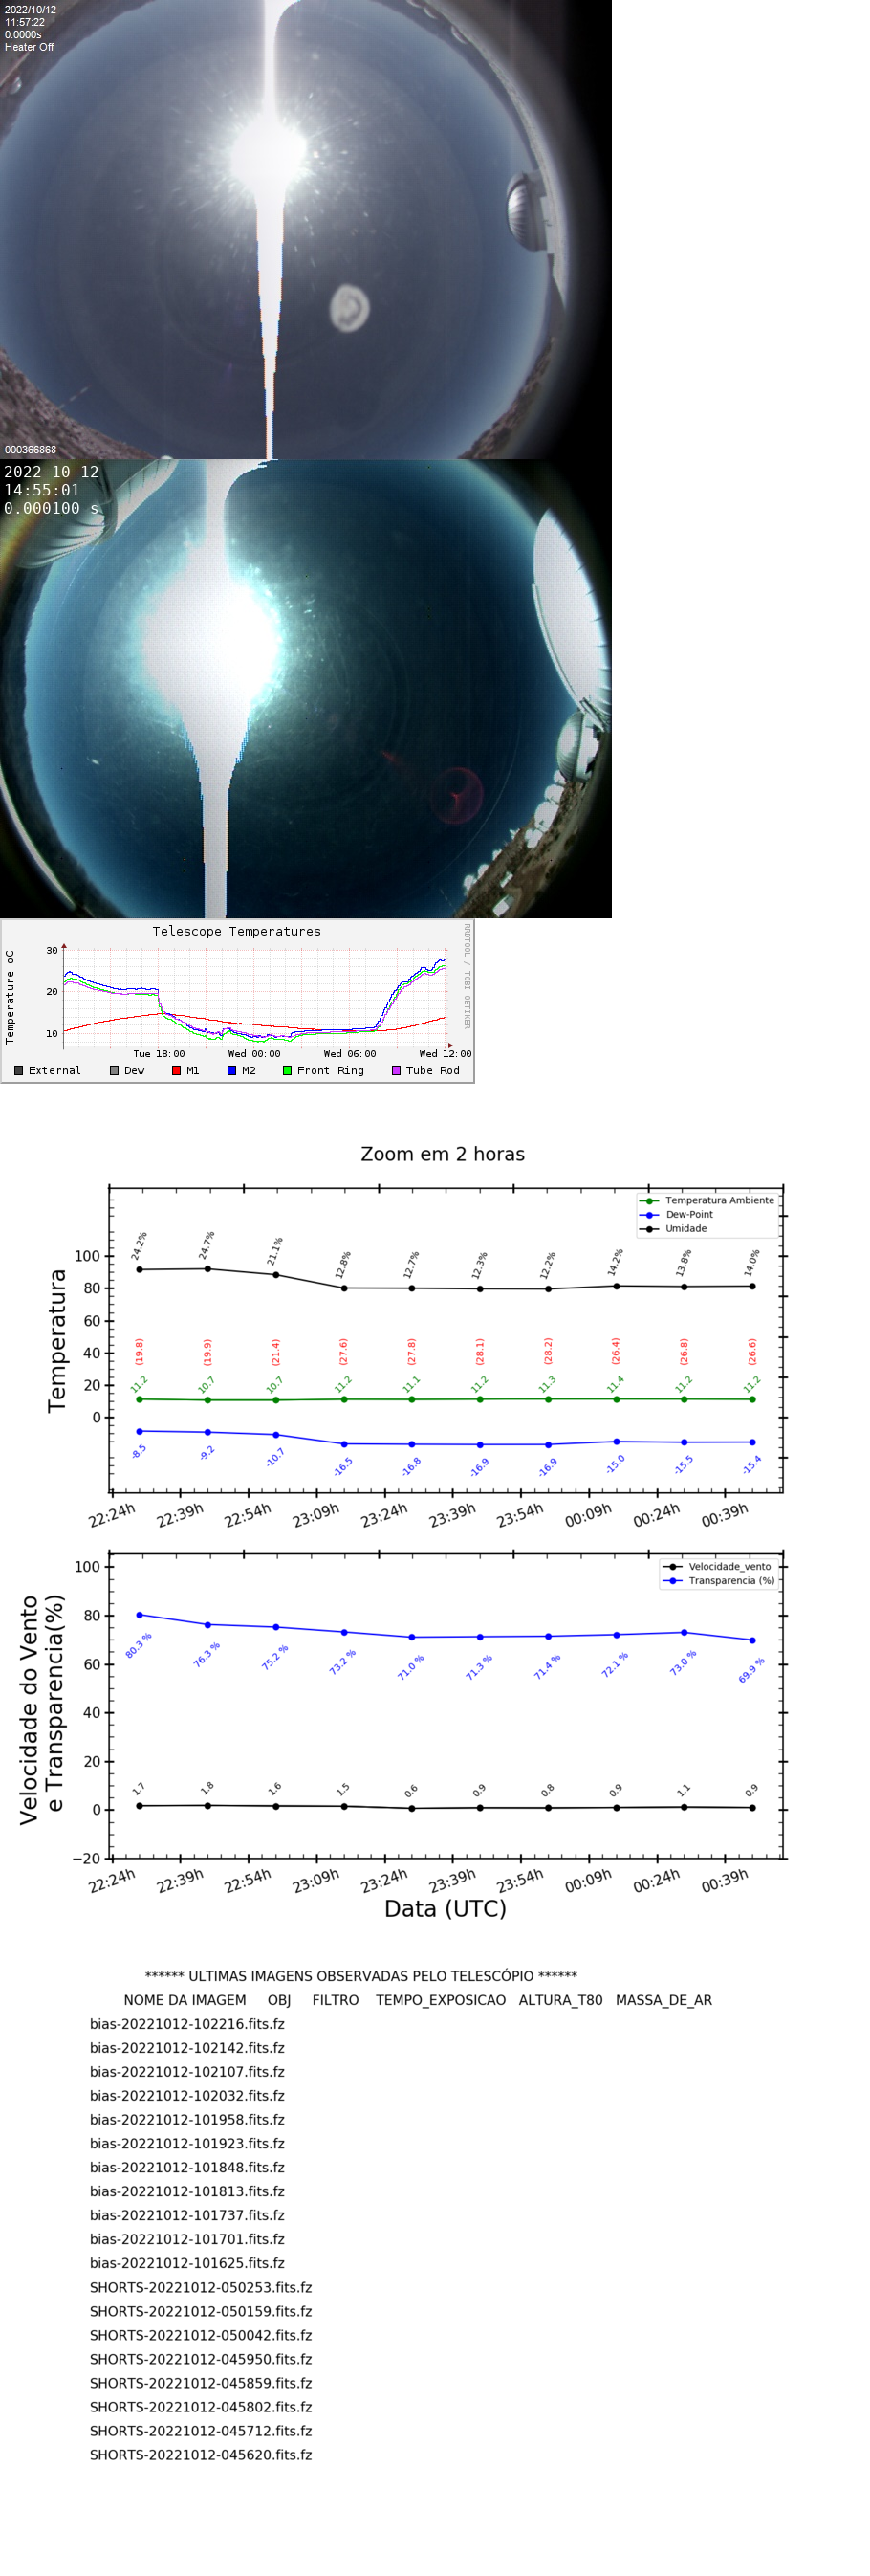 2022/10/12
11:57:22
0.0000s
Heater Off
000366868
2022-10-12
14:55:01
0.000100 s
Telescope Temperatures
RRDTOOL / TOBI OETIKER
Temperature oC
30
20
10
Tue 18:00 Wed 00:00 Wed 06:00 Wed 12:00
External Dew M1 M2 Front Ring Tube Rod
Zoom em 2 horas
Temperatura Ambiente
Dew-Point
Umidade
Temperatura
100
80
60
40
20
0
24.2% 24.7% 21.1% 12.8% 12.7% 12.3% 12.2% 14.2% 13.8% 14.0%
(19.8) (19.9) (21.4) (27.6) (27.8) (28.1) (28.2) (26.4) (26.8) (26.6)
11.2 10.7 10.7 11.2 11.1 11.2 11.3 11.4 11.2 11.2
-8.5 -9.2 -10.7 -16.5 -16.8 -16.9 -16.9 -15.0 -15.5 -15.4
22:24h 22:39h 22:54h 23:09h 23:24h 23:39h 23:54h 00:09h 00:24h 00:39h
Velocidade_vento
Transparencia (%)
Velocidade do Vento
e Transparencia(%)
100
80
60
40
20
0
−20
80.3 % 76.3 % 75.2 % 73.2 % 71.0 % 71.3 % 71.4 % 72.1 % 73.0 % 69.9 %
1.7 1.8 1.6 1.5 0.6 0.9 0.8 0.9 1.1 0.9
22:24h 22:39h 22:54h 23:09h 23:24h 23:39h 23:54h 00:09h 00:24h 00:39h
Data (UTC)
****** ULTIMAS IMAGENS OBSERVADAS PELO TELESCÓPIO ******
NOME DA IMAGEM OBJ FILTRO TEMPO_EXPOSICAO ALTURA_T80 MASSA_DE_AR
bias-20221012-102216.fits.fz
bias-20221012-102142.fits.fz
bias-20221012-102107.fits.fz
bias-20221012-102032.fits.fz
bias-20221012-101958.fits.fz
bias-20221012-101923.fits.fz
bias-20221012-101848.fits.fz
bias-20221012-101813.fits.fz
bias-20221012-101737.fits.fz
bias-20221012-101701.fits.fz
bias-20221012-101625.fits.fz
SHORTS-20221012-050253.fits.fz
SHORTS-20221012-050159.fits.fz
SHORTS-20221012-050042.fits.fz
SHORTS-20221012-045950.fits.fz
SHORTS-20221012-045859.fits.fz
SHORTS-20221012-045802.fits.fz
SHORTS-20221012-045712.fits.fz
SHORTS-20221012-045620.fits.fz